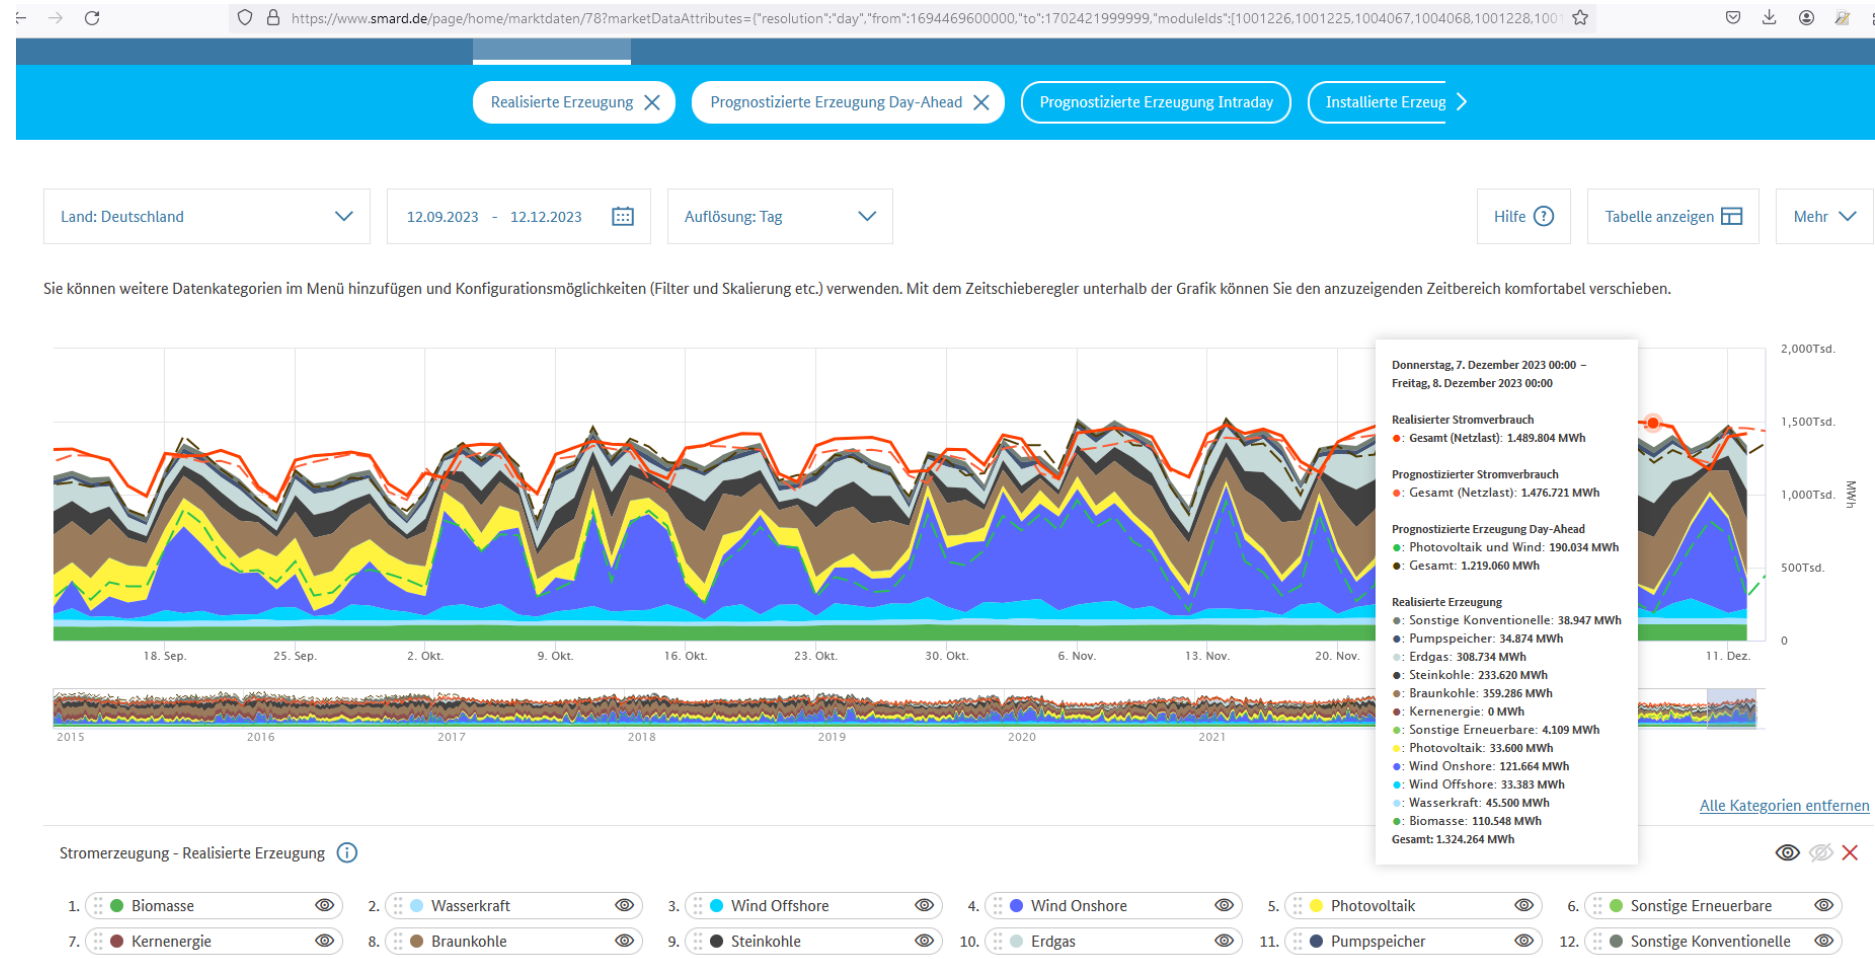 https://www.smard.de/page/home/marktdaten/78?marketDataAttributes={"resolution":"day","from":1694469600000,"to":1702421999999,"moduleIds":[1001226,1001225,1004067,1004068,1001228,100
Realisierte Erzeugung
Prognostizierte Erzeugung Day-Ahead
Prognostizierte Erzeugung Intraday
Installierte Erzeug
Land: Deutschland
12.09.2023 - 12.12.2023
Auflösung: Tag
Hilfe
Tabelle anzeigen
Mehr
Sie können weitere Datenkategorien im Menü hinzufügen und Konfigurationsmöglichkeiten (Filter und Skalierung etc.) verwenden. Mit dem Zeitschieberegler unterhalb der Grafik können Sie den anzuzeigenden Zeitbereich komfortabel verschieben.
2,000Tsd.
1,500Tsd.
1,000Tsd.
500Tsd.
0
MWh
18. Sep.
25. Sep.
2. Okt.
9. Okt.
16. Okt.
23. Okt.
30. Okt.
6. Nov.
13. Nov.
20. Nov.
11. Dez.
2015
2016
2017
2018
2019
2020
2021
Donnerstag, 7. Dezember 2023 00:00 –
Freitag, 8. Dezember 2023 00:00
Realisierter Stromverbrauch
: Gesamt (Netzlast): 1.489.804 MWh
Prognostizierter Stromverbrauch
: Gesamt (Netzlast): 1.476.721 MWh
Prognostizierte Erzeugung Day-Ahead
: Photovoltaik und Wind: 190.034 MWh
: Gesamt: 1.219.060 MWh
Realisierte Erzeugung
: Sonstige Konventionelle: 38.947 MWh
: Pumpspeicher: 34.874 MWh
: Erdgas: 308.734 MWh
: Steinkohle: 233.620 MWh
: Braunkohle: 359.286 MWh
: Kernenergie: 0 MWh
: Sonstige Erneuerbare: 4.109 MWh
: Photovoltaik: 33.600 MWh
: Wind Onshore: 121.664 MWh
: Wind Offshore: 33.383 MWh
: Wasserkraft: 45.500 MWh
: Biomasse: 110.548 MWh
Gesamt: 1.324.264 MWh
Alle Kategorien entfernen
Stromerzeugung - Realisierte Erzeugung
1. Biomasse
2. Wasserkraft
3. Wind Offshore
4. Wind Onshore
5. Photovoltaik
6. Sonstige Erneuerbare
7. Kernenergie
8. Braunkohle
9. Steinkohle
10. Erdgas
11. Pumpspeicher
12. Sonstige Konventionelle